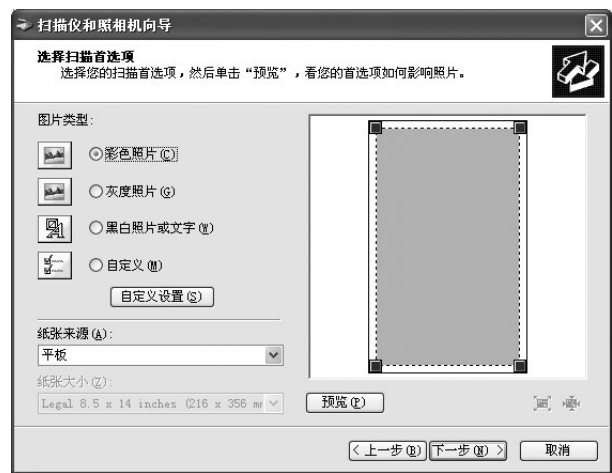 扫描仪和照相机向导
选择扫描首选项
选择您的扫描首选项，然后单击“预览”，看您的首选项如何影响照片。
图片类型:
彩色照片(C)
灰度照片(G)
黑白照片或文字(W)
自定义(M)
自定义设置(S)
纸张来源(A):
平板
纸张大小(Z):
Legal 8.5 x 14 inches (216 x 356 mm
预览(P)
< 上一步(B) 下一步(N) > 取消